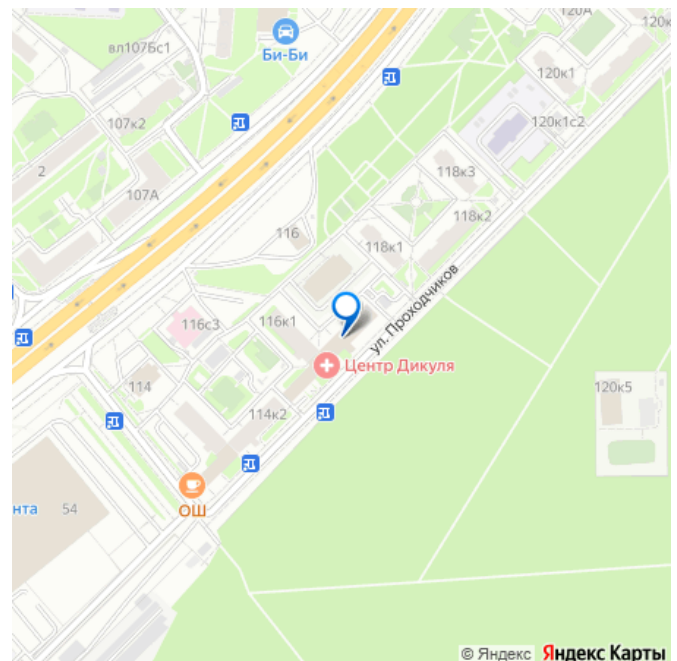 120А
120к
вл107Бс1
Би-Би
120к1
107к2
120к1с2
2
118к3
107А
118к2
116
118к1
ул. Проходчиков
116с3
116к1
Центр Дикуля
114
120к5
114к2
нта
54
ОШ
© Яндекс Яндекс Карты